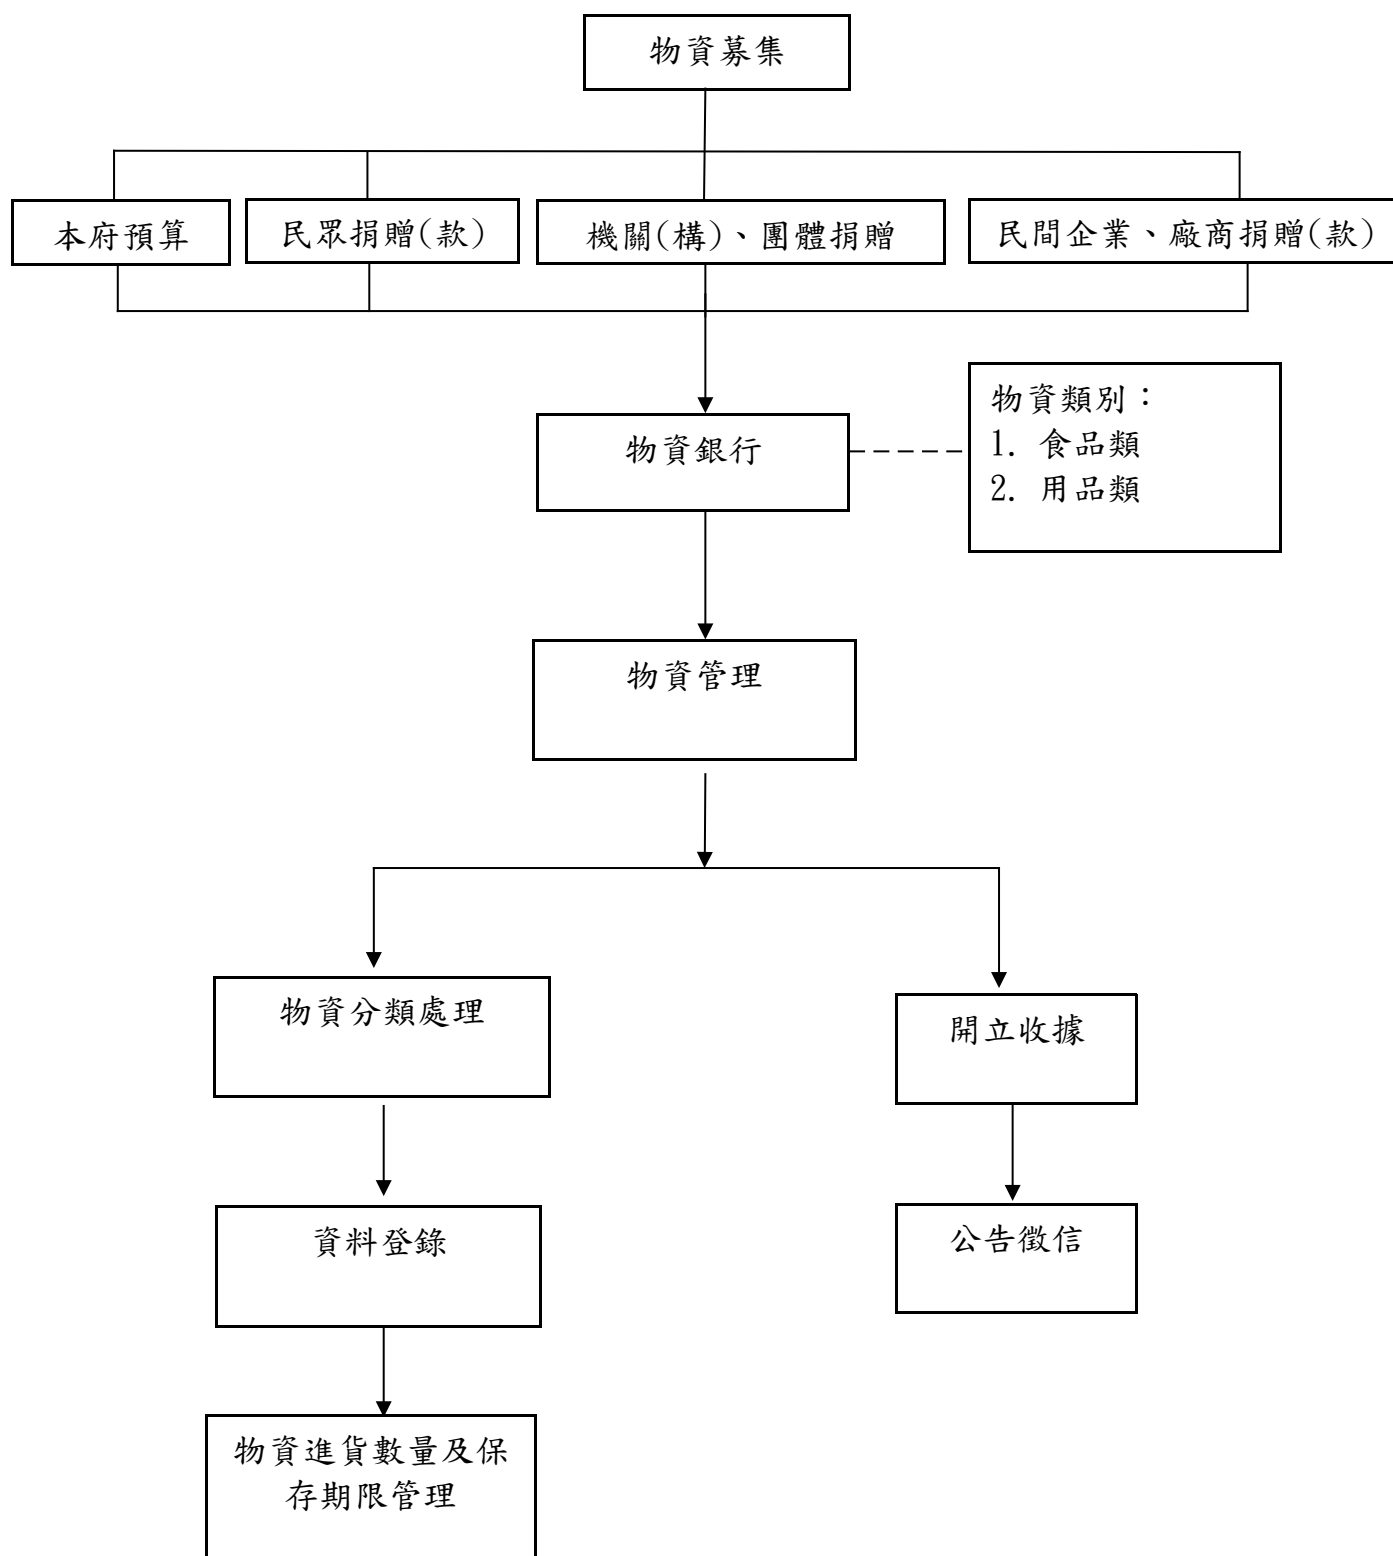 物資募集
本府預算
民眾捐贈(款)
機關(構)、團體捐贈
民間企業、廠商捐贈(款)
物資類別：
1. 食品類
2. 用品類
物資銀行
物資管理
物資分類處理
開立收據
資料登錄
公告徵信
物資進貨數量及保
存期限管理